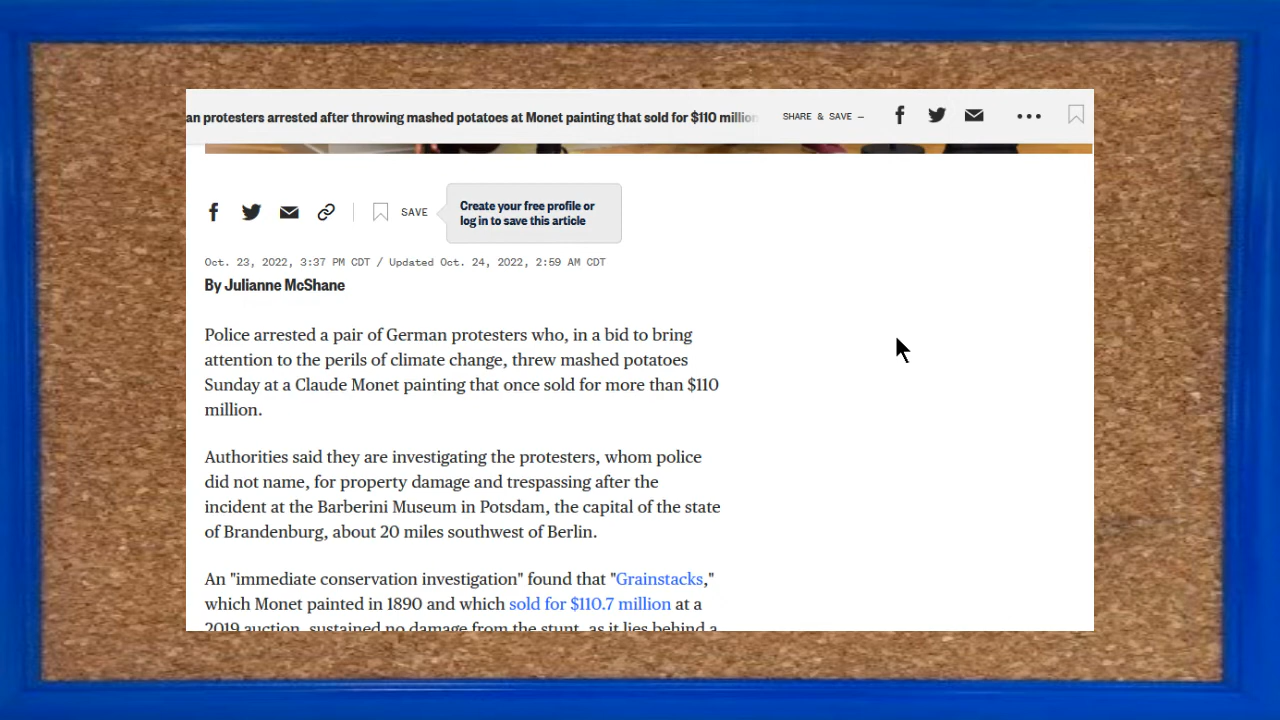 an protesters arrested after throwing mashed potatoes at Monet painting that sold for $110 million
SHARE & SAVE —
SAVE
Create your free profile or
log in to save this article
Oct. 23, 2022, 3:37 PM CDT / Updated Oct. 24, 2022, 2:59 AM CDT
By Julianne McShane
Police arrested a pair of German protesters who, in a bid to bring
attention to the perils of climate change, threw mashed potatoes
Sunday at a Claude Monet painting that once sold for more than $110
million.
Authorities said they are investigating the protesters, whom police
did not name, for property damage and trespassing after the
incident at the Barberini Museum in Potsdam, the capital of the state
of Brandenburg, about 20 miles southwest of Berlin.
An "immediate conservation investigation" found that "Grainstacks,"
which Monet painted in 1890 and which sold for $110.7 million at a
2019 auction, sustained no damage from the stunt, as it lies behind a